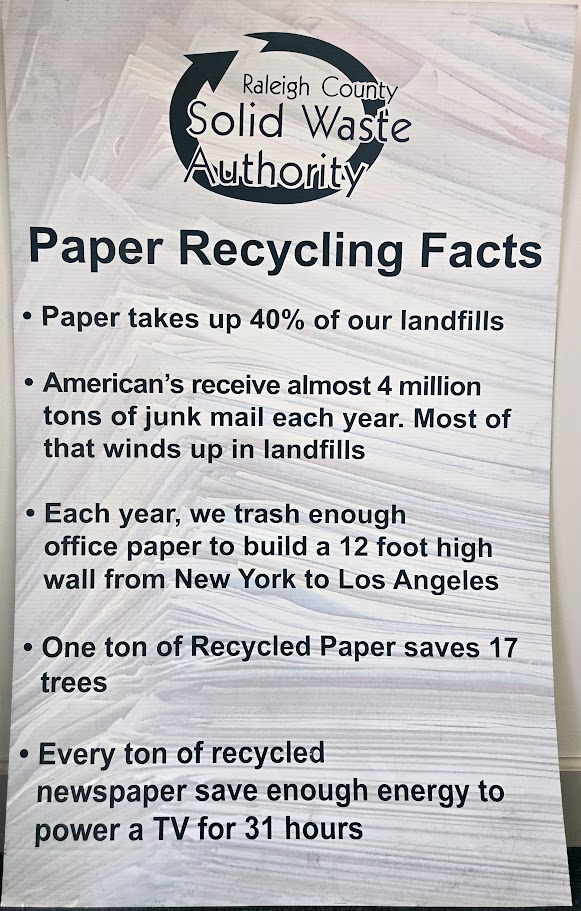 Raleigh County
Solid Waste
Authority
Paper Recycling Facts
• Paper takes up 40% of our landfills
• American's receive almost 4 million
tons of junk mail each year. Most of
that winds up in landfills
• Each year, we trash enough
office paper to build a 12 foot high
wall from New York to Los Angeles
• One ton of Recycled Paper saves 17
trees
• Every ton of recycled
newspaper save enough energy to
power a TV for 31 hours